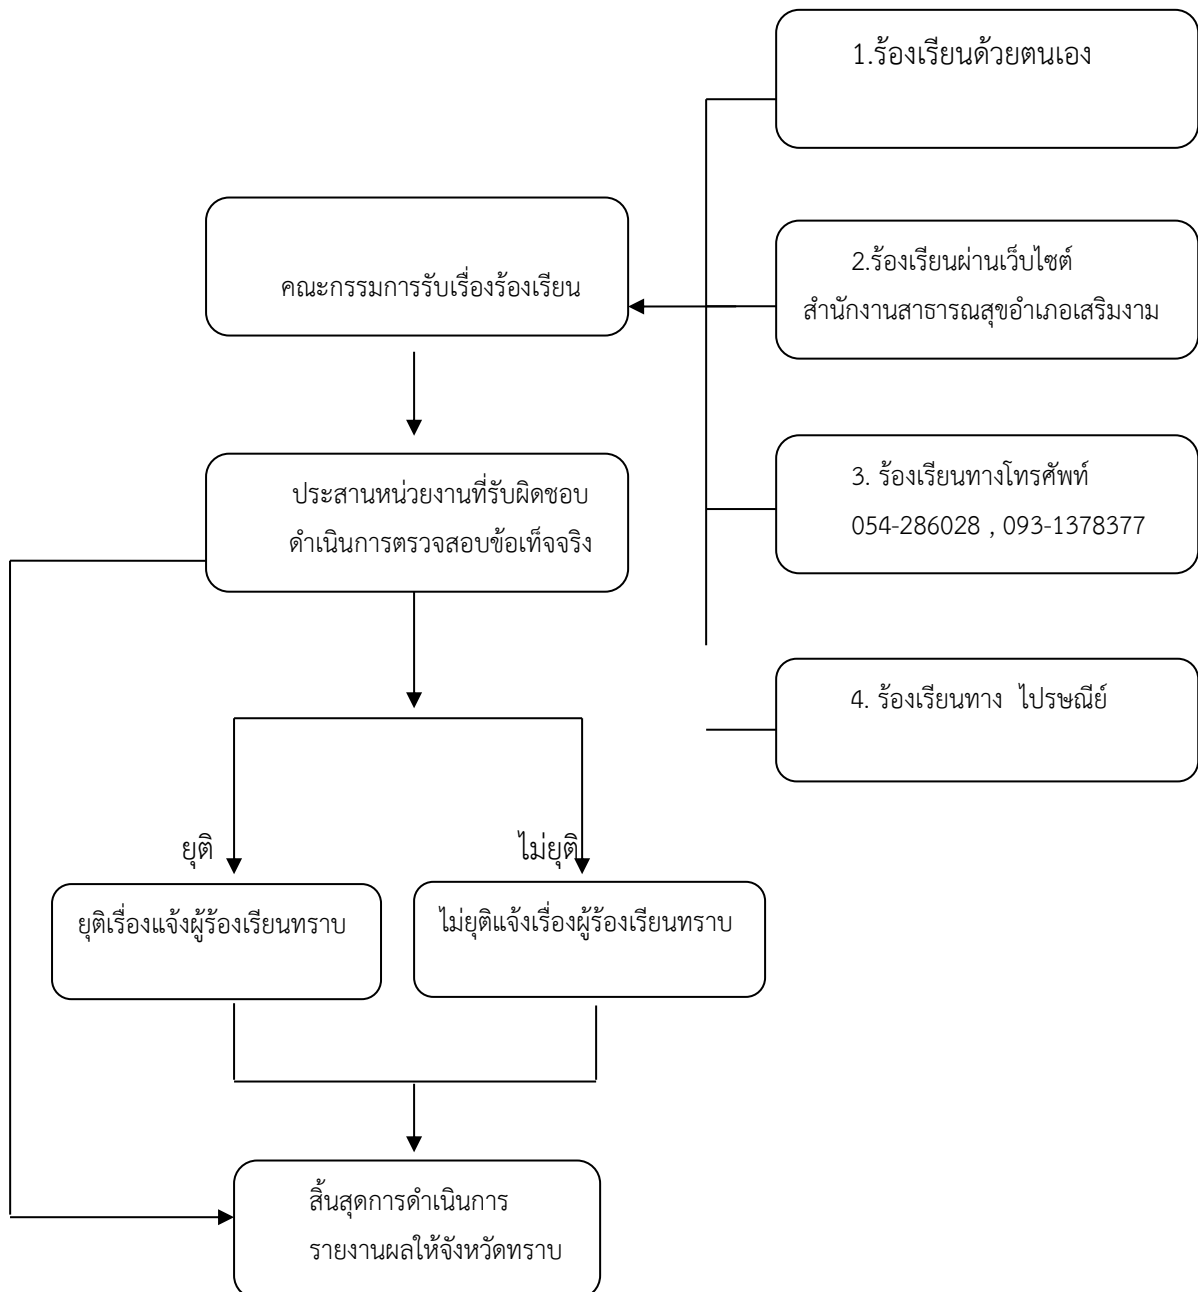 1.ร้องเรียนด้วยตนเอง
คณะกรรมการรับเรื่องร้องเรียน
2.ร้องเรียนผ่านเว็บไซต์
สำนักงานสาธารณสุขอำเภอเสริมงาม
3. ร้องเรียนทางโทรศัพท์
054-286028 , 093-1378377
ประสานหน่วยงานที่รับผิดชอบ
ดำเนินการตรวจสอบข้อเท็จจริง
4. ร้องเรียนทาง ไปรษณีย์
ยุติ
ไม่ยุติ
ยุติเรื่องแจ้งผู้ร้องเรียนทราบ
ไม่ยุติแจ้งเรื่องผู้ร้องเรียนทราบ
สิ้นสุดการดำเนินการ
รายงานผลให้จังหวัดทราบ